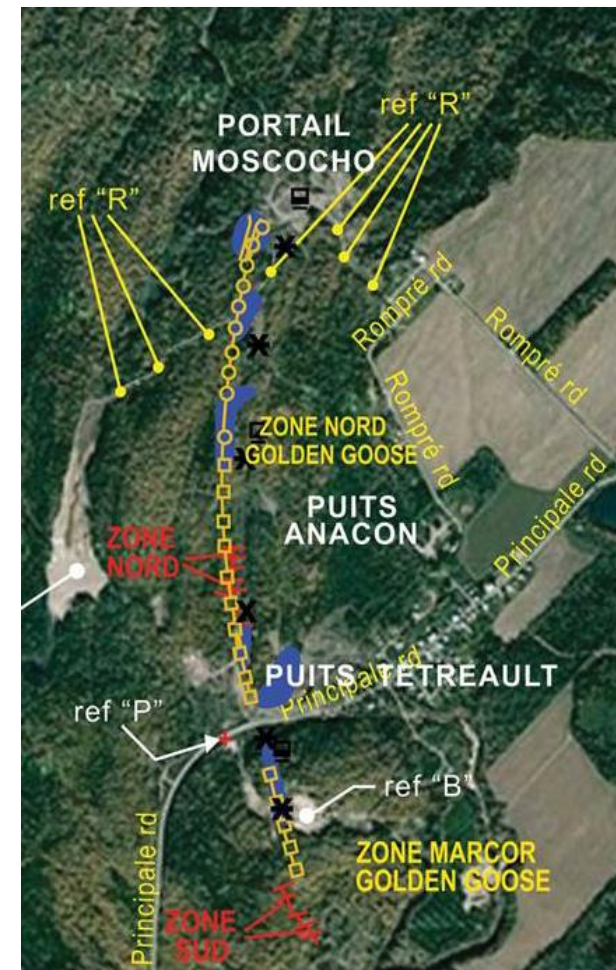 ref "R"
PORTAIL
MOSCOCHO
ref "R"
Rompré rd
Rompré rd
Rompré rd
ZONE NORD
GOLDEN GOOSE
PUITS
ANACON
Principale rd
ZONE
NORD
PUITS TÉTREAULT
Principale rd
ref "P"
ref "B"
Principale rd
ZONE MARCOR
GOLDEN GOOSE
ZONE
SUD